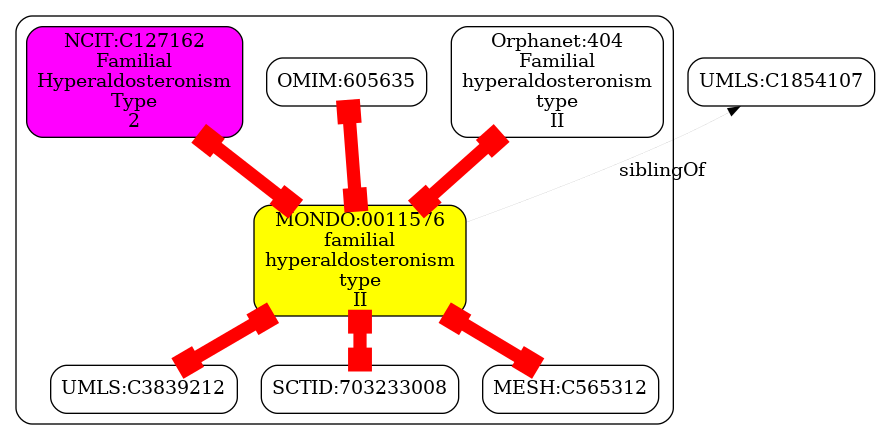 NCIT:C127162
Familial
Hyperaldosteronism
Type
2
OMIM:605635
Orphanet:404
Familial
hyperaldosteronism
type
II
UMLS:C1854107
siblingOf
MONDO:0011576
familial
hyperaldosteronism
type
II
UMLS:C3839212
SCTID:703233008
MESH:C565312